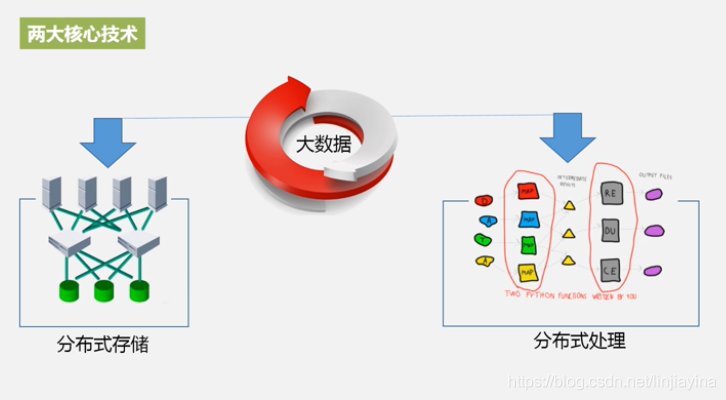 两大核心技术
大数据
INTERMEDIATE
OUTPUT FILES
D
MAP
RE
A
MAP
MAP
DU
A
MAP
CE
TWO PYTHON FUNCTIONS WRITTEN BY YOU
分布式存储
分布式处理
https://blog.csdn.net/linjiayina